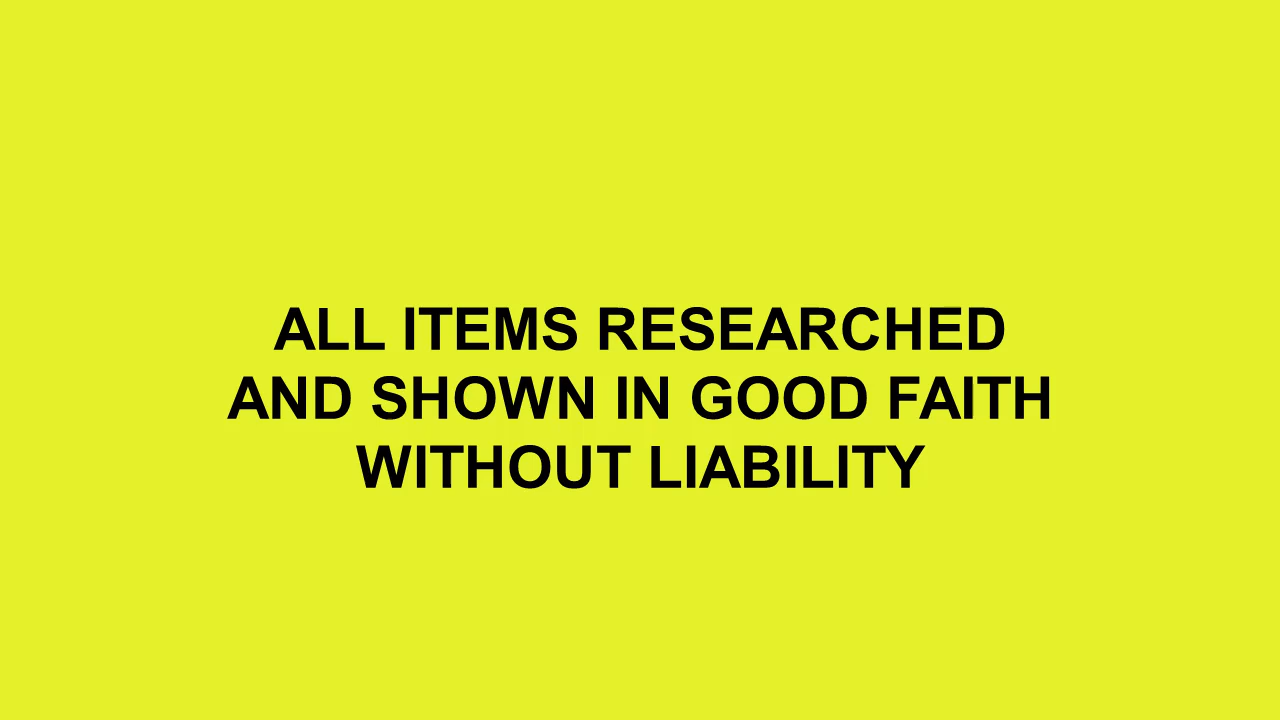 ALL ITEMS RESEARCHED
AND SHOWN IN GOOD FAITH
WITHOUT LIABILITY